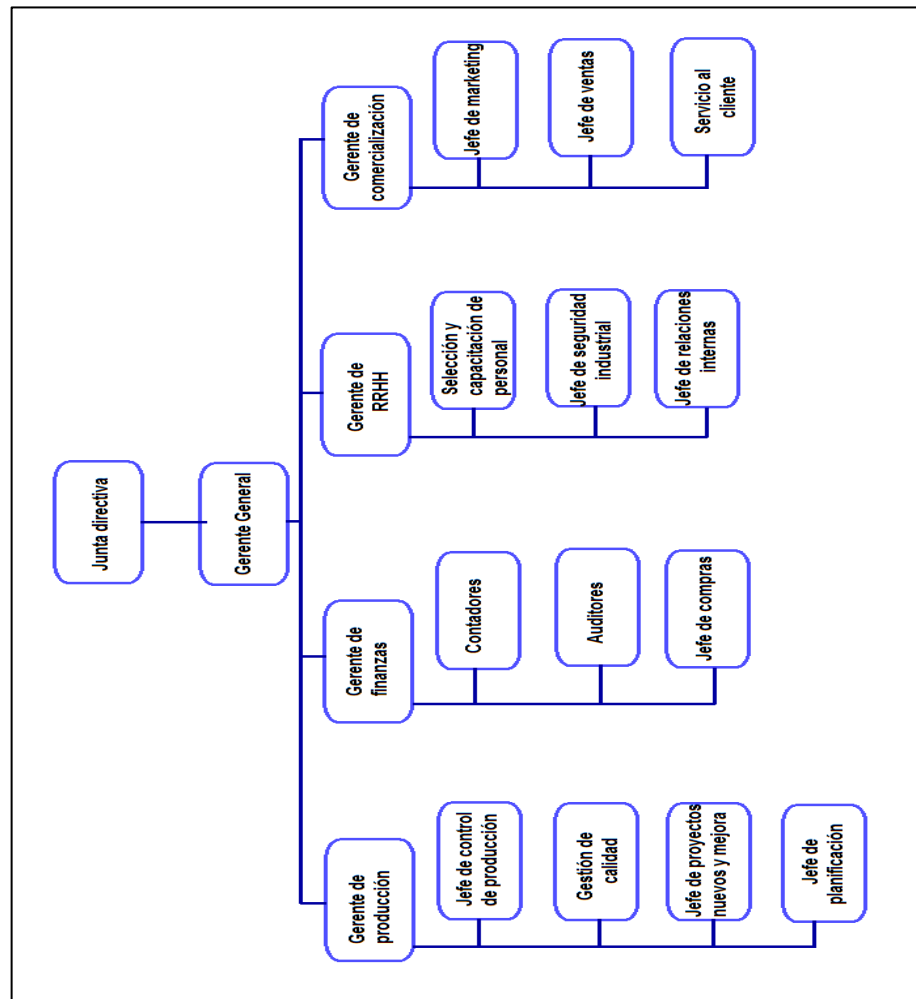 Junta directiva
Gerente General
Gerente de
producción
Jefe de control
de producción
Gestión de
calidad
Jefe de proyectos
nuevos y mejora
Jefe de
planificación
Gerente de
finanzas
Contadores
Auditores
Jefe de compras
Gerente de
RRHH
Selección y
capacitación de
personal
Jefe de seguridad
industrial
Jefe de relaciones
internas
Gerente de
comercialización
Jefe de marketing
Jefe de ventas
Servicio al
cliente